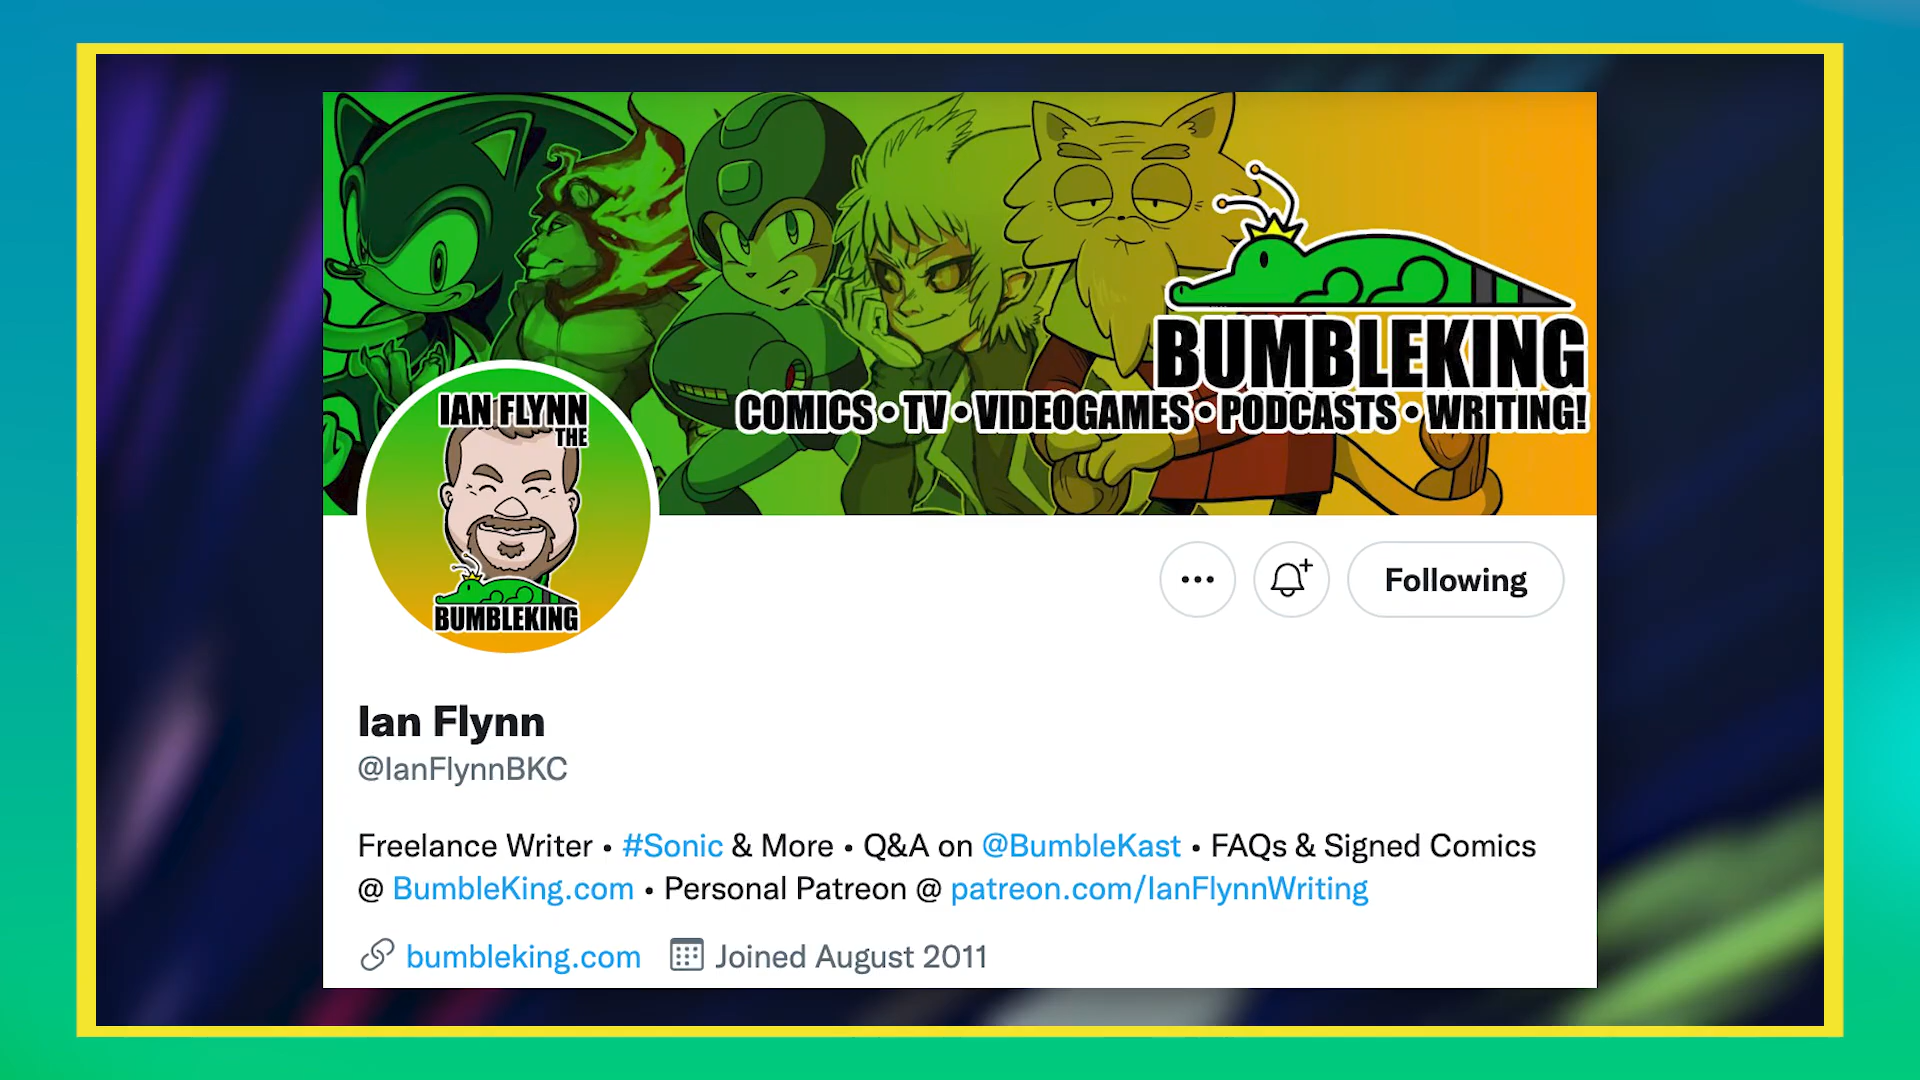 BUMBLEKING
COMICS • TV • VIDEOGAMES • PODCASTS • WRITING!
IAN FLYNN
THE
BUMBLEKING
Following
Ian Flynn
@IanFlynnBKC
Freelance Writer • #Sonic & More • Q&A on @BumbleKast • FAQs & Signed Comics
@ BumbleKing.com • Personal Patreon @ patreon.com/IanFlynnWriting
bumbleking.com Joined August 2011